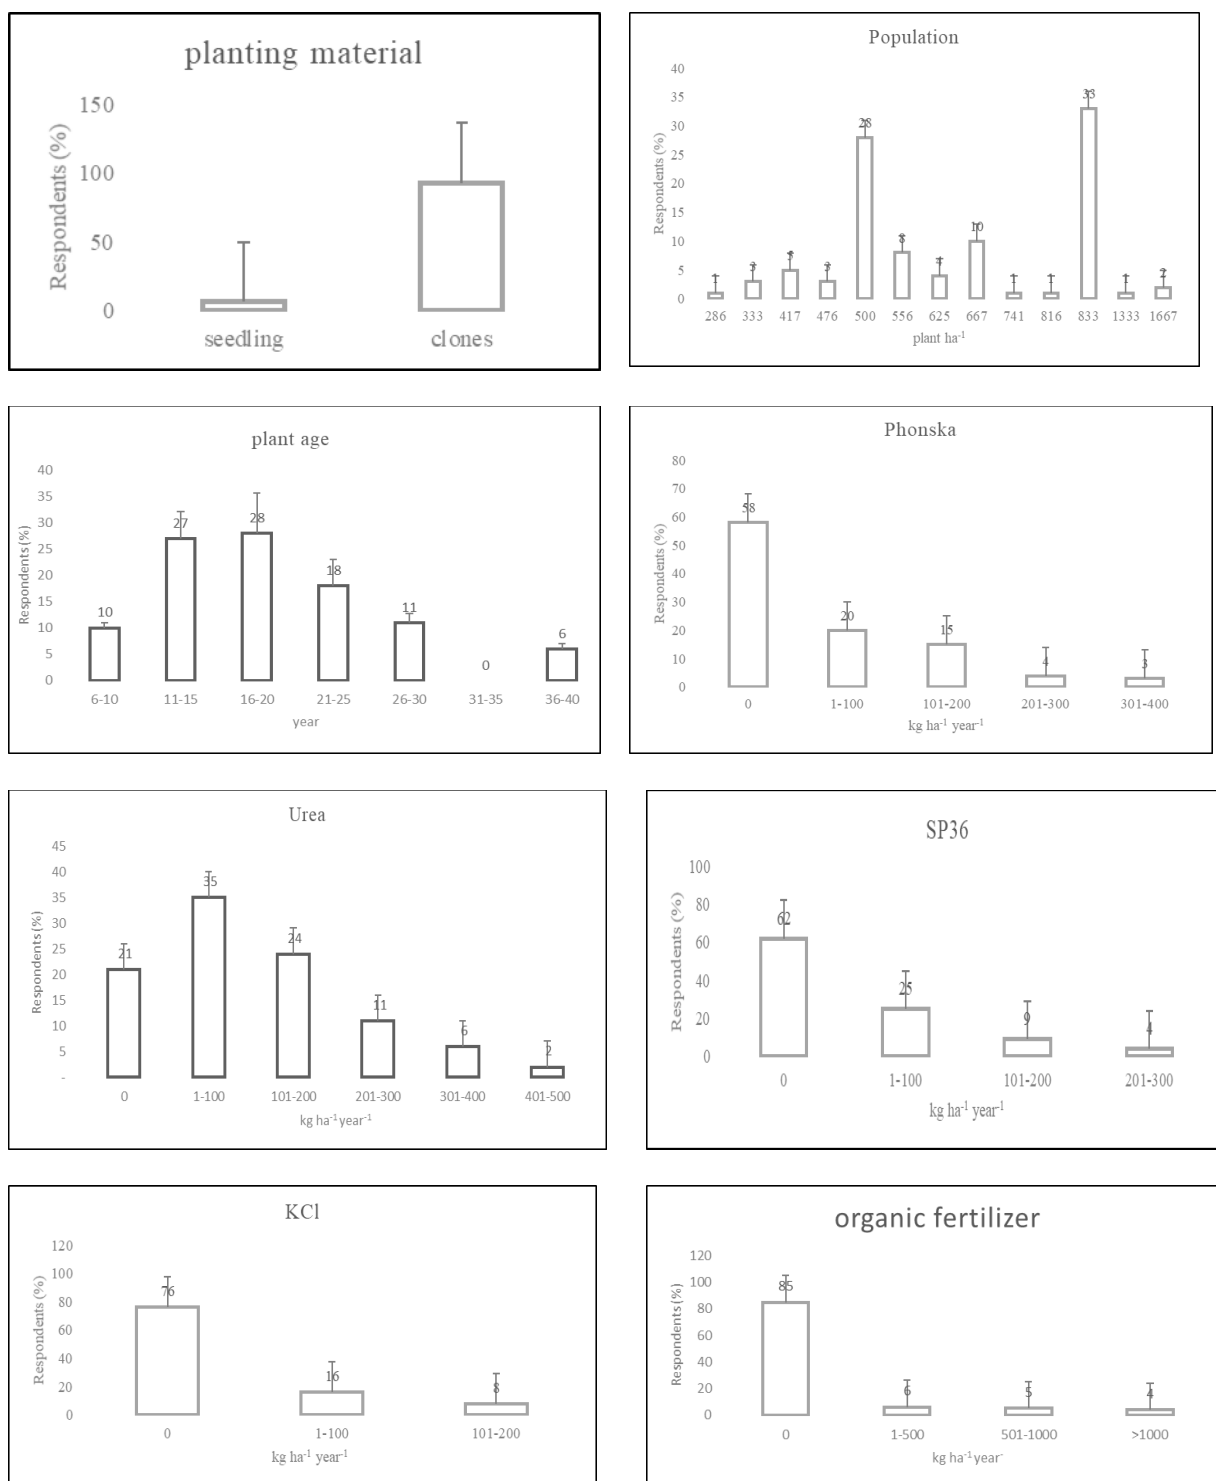 planting material
Respondents (%)
150
100
50
0
seedling clones
Population
Respondents (%)
40
35
30
25
20
15
10
5
0
1 3 5 3 28 8 4 10 1 1 33 1 2
286 333 417 476 500 556 625 667 741 816 833 1333 1667
plant ha⁻¹
plant age
Respondents (%)
40
35
30
25
20
15
10
5
0
10 27 28 18 11 0 6
6-10 11-15 16-20 21-25 26-30 31-35 36-40
year
Phonska
Respondents (%)
80
70
60
50
40
30
20
10
0
58 20 15 4 3
0 1-100 101-200 201-300 301-400
kg ha⁻¹ year⁻¹
Urea
Respondents (%)
45
40
35
30
25
20
15
10
5
-
21 35 24 11 6 2
0 1-100 101-200 201-300 301-400 401-500
kg ha⁻¹ year⁻¹
SP36
Respondents (%)
100
80
60
40
20
0
62 25 9 4
0 1-100 101-200 201-300
kg ha⁻¹ year⁻¹
KCl
Respondents (%)
120
100
80
60
40
20
0
76 16 8
0 1-100 101-200
kg ha⁻¹ year⁻¹
organic fertilizer
Respondents (%)
120
100
80
60
40
20
0
85 6 5 4
0 1-500 501-1000 >1000
kg ha⁻¹ year⁻